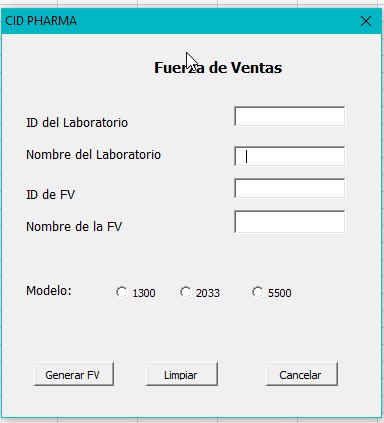 CID PHARMA
Fuerza de Ventas
ID del Laboratorio
Nombre del Laboratorio
ID de FV
Nombre de la FV
Modelo: 1300 2033 5500
Generar FV Limpiar Cancelar